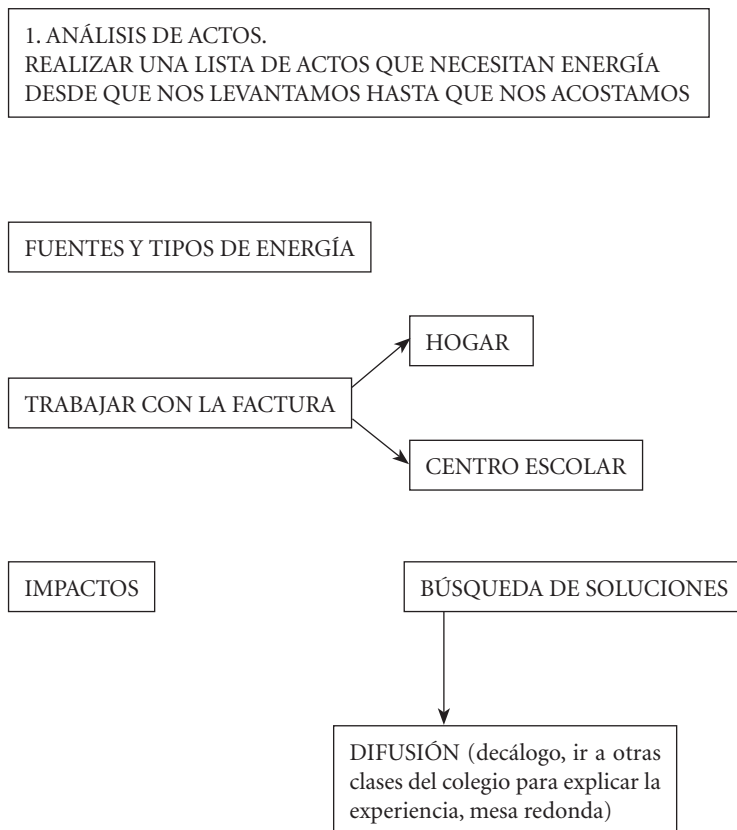 1. ANÁLISIS DE ACTOS.
REALIZAR UNA LISTA DE ACTOS QUE NECESITAN ENERGÍA
DESDE QUE NOS LEVANTAMOS HASTA QUE NOS ACOSTAMOS
FUENTES Y TIPOS DE ENERGÍA
HOGAR
TRABAJAR CON LA FACTURA
CENTRO ESCOLAR
IMPACTOS
BÚSQUEDA DE SOLUCIONES
DIFUSIÓN (decálogo, ir a otras
clases del colegio para explicar la
experiencia, mesa redonda)